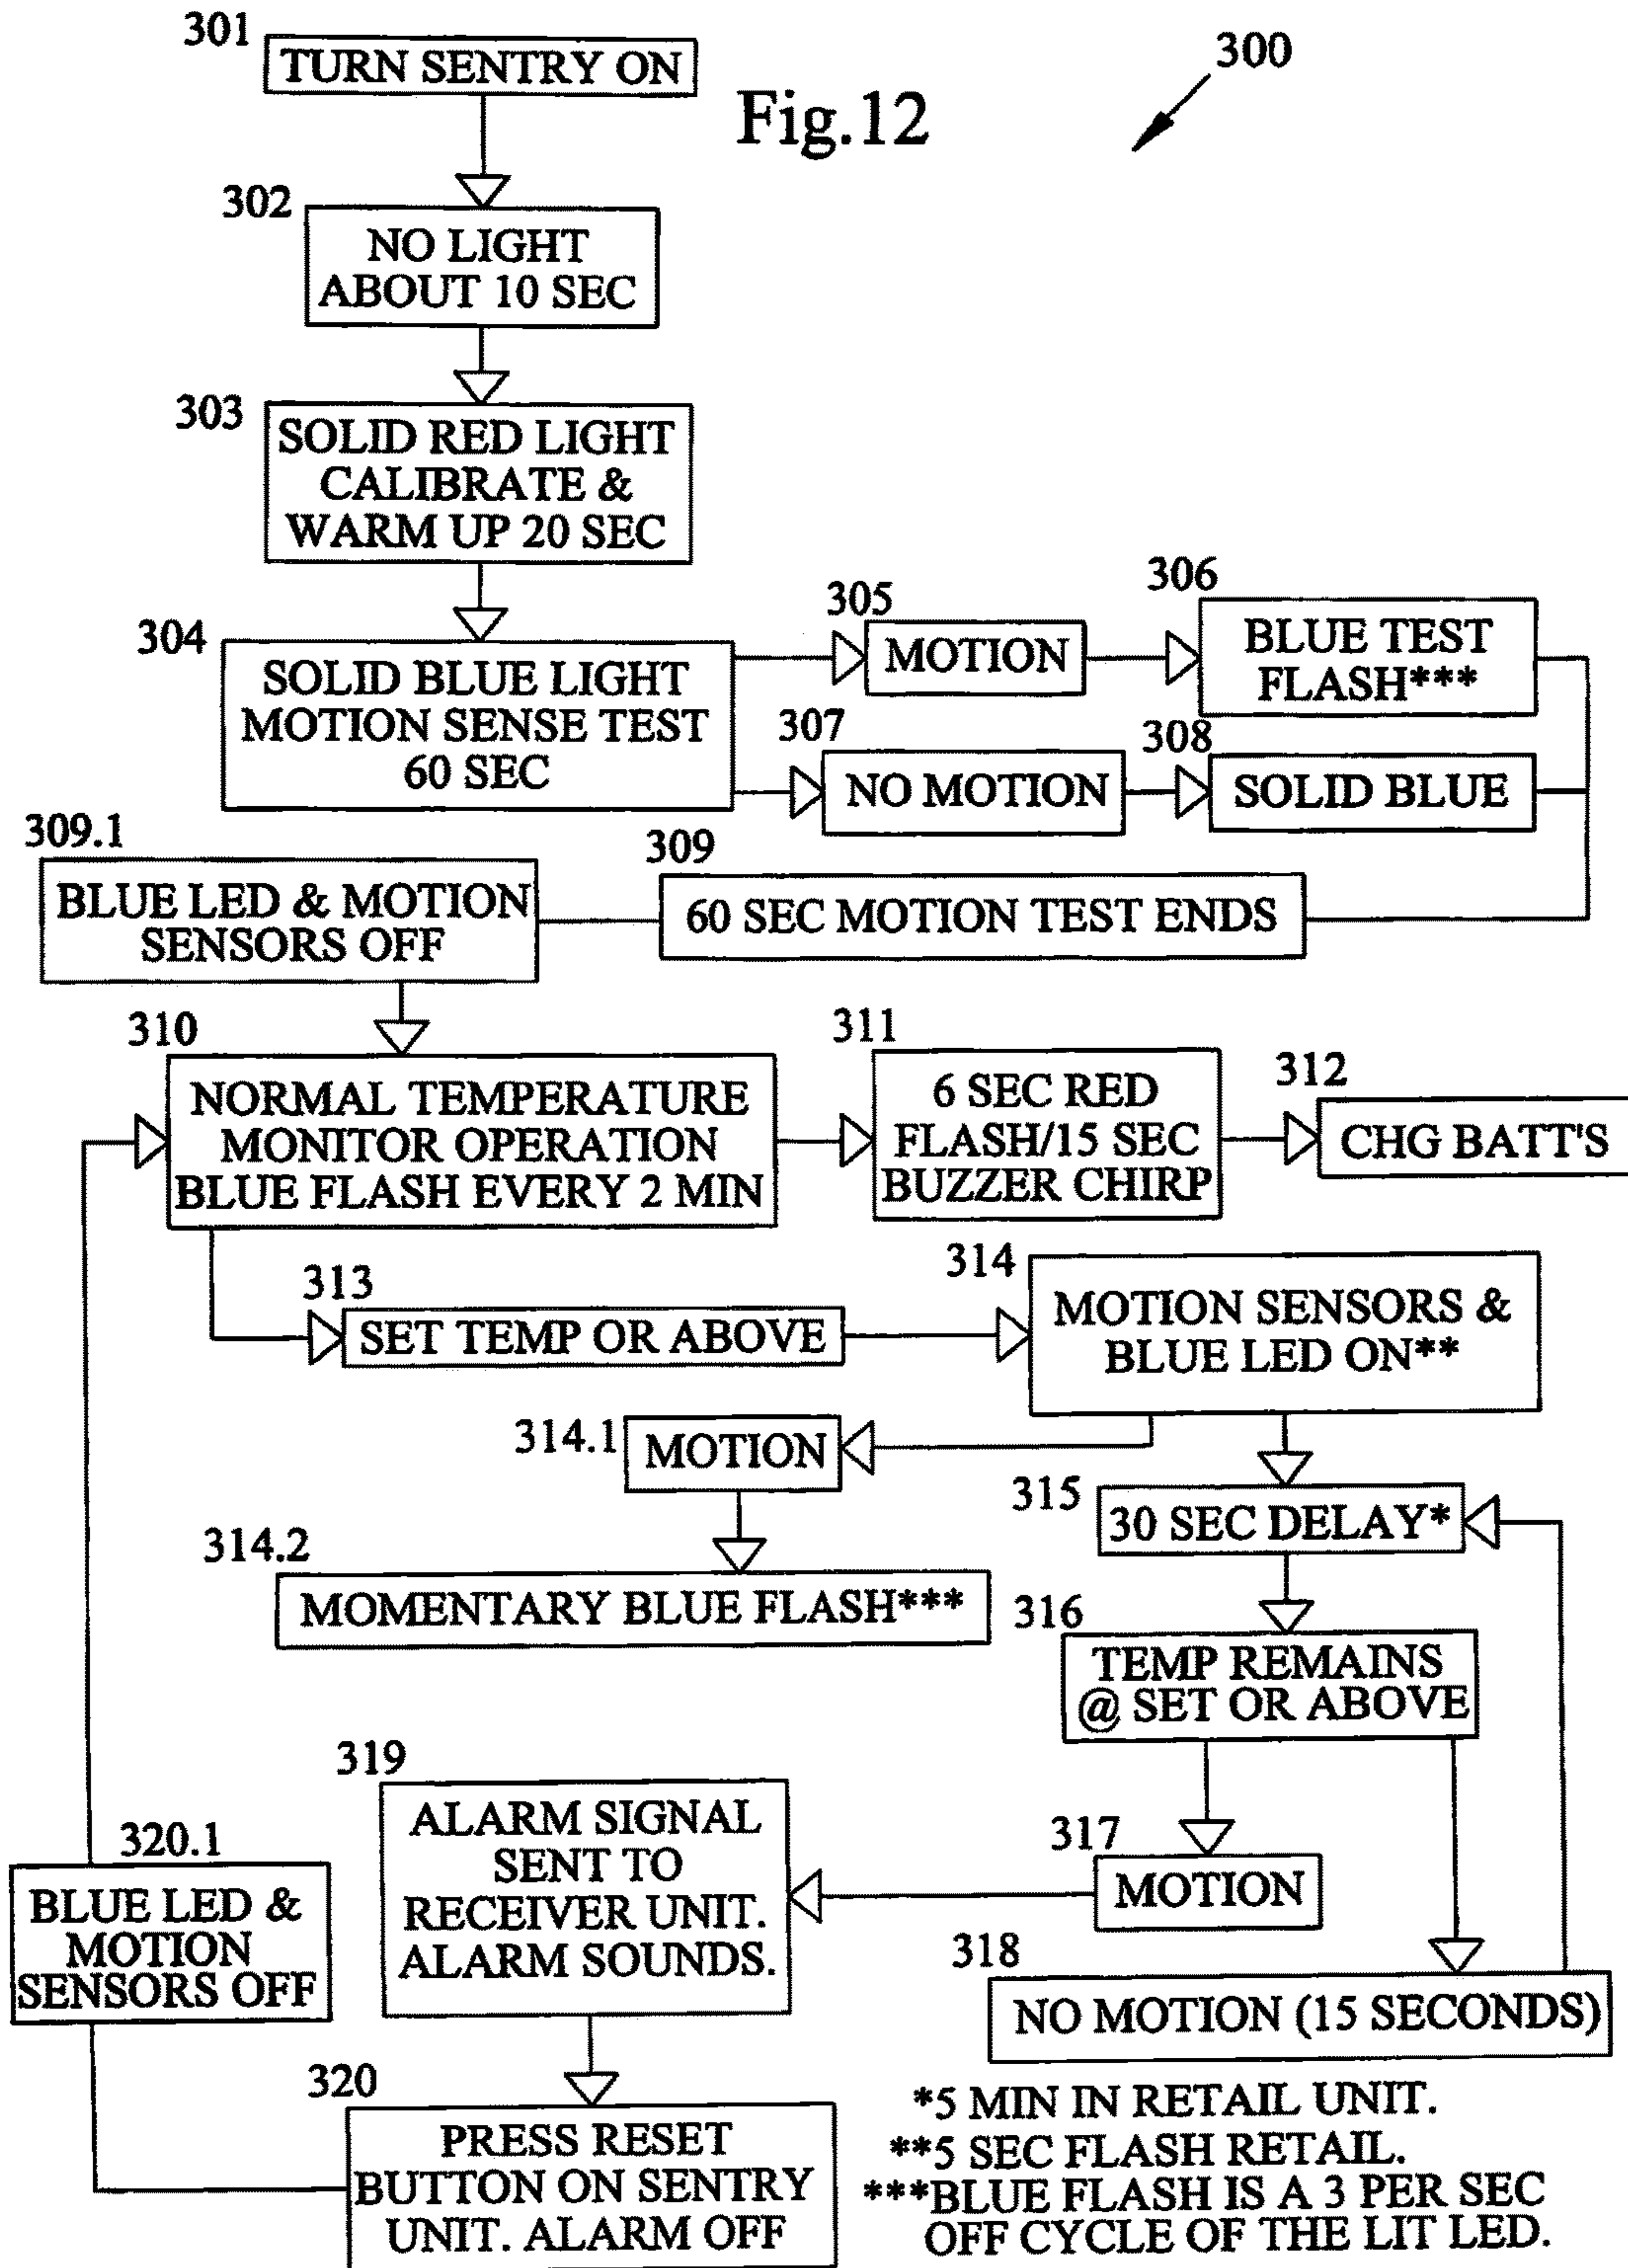 301
TURN SENTRY ON
Fig.12
300
302
NO LIGHT
ABOUT 10 SEC
303
SOLID RED LIGHT
CALIBRATE &
WARM UP 20 SEC
304
SOLID BLUE LIGHT
MOTION SENSE TEST
60 SEC
305
MOTION
306
BLUE TEST
FLASH***
307
NO MOTION
308
SOLID BLUE
309
60 SEC MOTION TEST ENDS
309.1
BLUE LED & MOTION
SENSORS OFF
310
NORMAL TEMPERATURE
MONITOR OPERATION
BLUE FLASH EVERY 2 MIN
311
6 SEC RED
FLASH/15 SEC
BUZZER CHIRP
312
CHG BATT'S
313
SET TEMP OR ABOVE
314
MOTION SENSORS &
BLUE LED ON**
314.1
MOTION
314.2
MOMENTARY BLUE FLASH***
315
30 SEC DELAY*
316
TEMP REMAINS
@ SET OR ABOVE
317
MOTION
318
NO MOTION (15 SECONDS)
319
ALARM SIGNAL
SENT TO
RECEIVER UNIT.
ALARM SOUNDS.
320
PRESS RESET
BUTTON ON SENTRY
UNIT. ALARM OFF
320.1
BLUE LED &
MOTION
SENSORS OFF
*5 MIN IN RETAIL UNIT.
**5 SEC FLASH RETAIL.
***BLUE FLASH IS A 3 PER SEC
OFF CYCLE OF THE LIT LED.